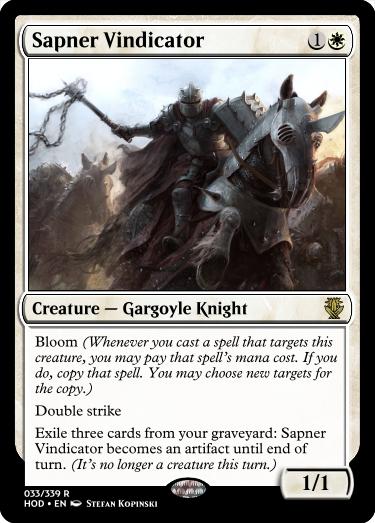 Sapner Vindicator
1
Creature — Gargoyle Knight
Bloom (Whenever you cast a spell that targets this
creature, you may pay that spell's mana cost. If you
do, copy that spell. You may choose new targets for
the copy.)
Double strike
Exile three cards from your graveyard: Sapner
Vindicator becomes an artifact until end of
turn. (It's no longer a creature this turn.)
1/1
033/339 R
HOD • EN Stefan Kopinski